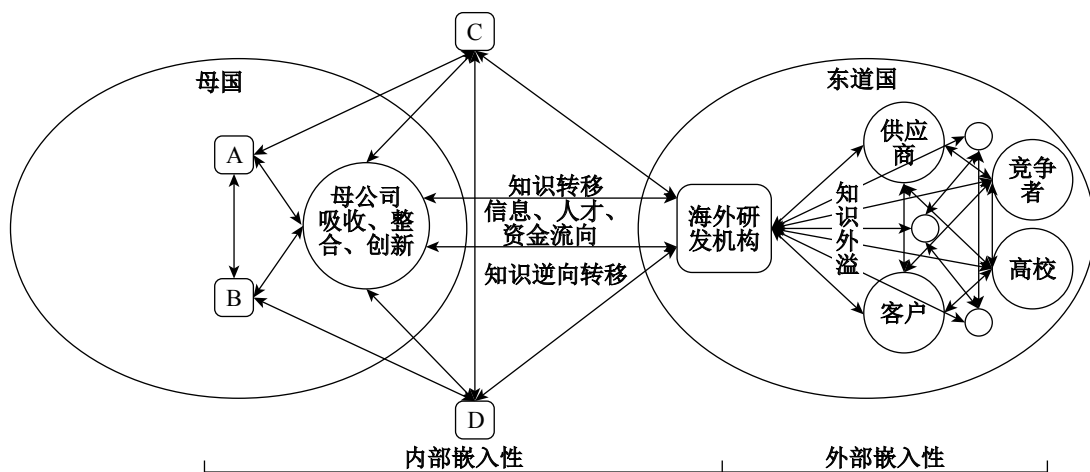 C
母国
东道国
A
B
母公司
吸收、整
合、创新
知识转移
信息、人才、
资金流向
知识逆向转移
海外研
发机构
知
识
外
溢
供应
商
竞争
者
高校
客户
D
内部嵌入性
外部嵌入性